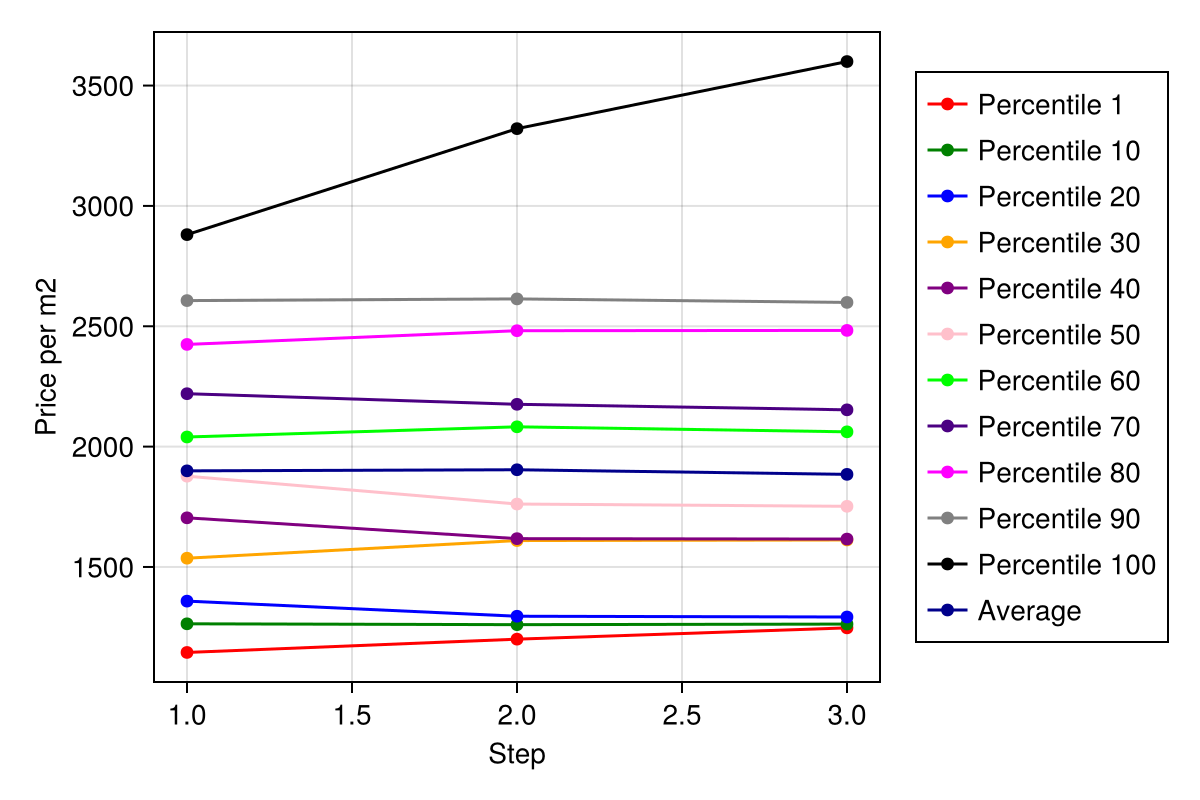 Price per m2
3500
3000
2500
2000
1500
1.0 1.5 2.0 2.5 3.0
Step
Percentile 1
Percentile 10
Percentile 20
Percentile 30
Percentile 40
Percentile 50
Percentile 60
Percentile 70
Percentile 80
Percentile 90
Percentile 100
Average